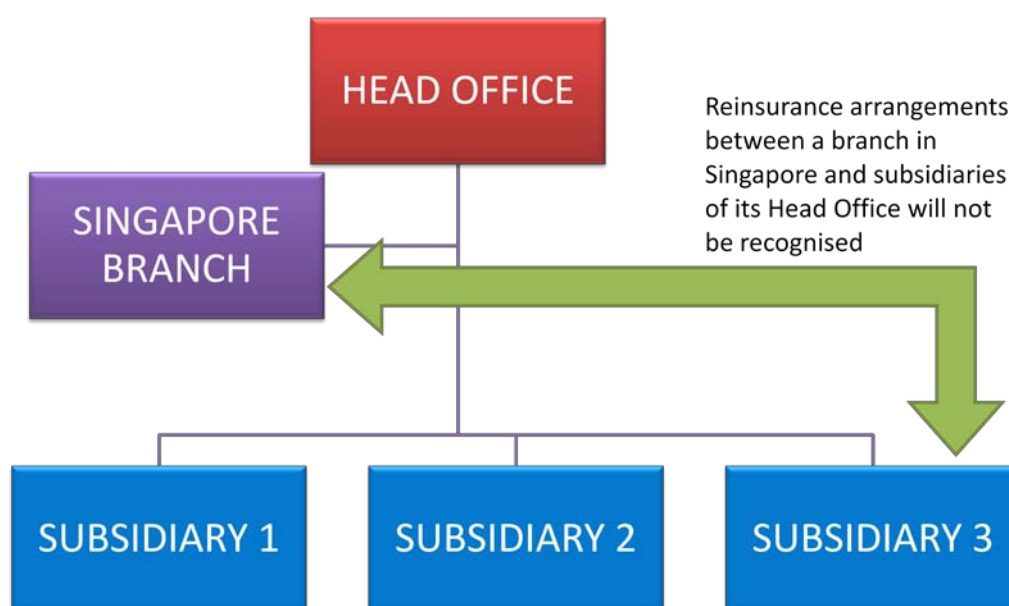 HEAD OFFICE
Reinsurance arrangements
between a branch in
Singapore and subsidiaries
of its Head Office will not
be recognised
SINGAPORE
BRANCH
SUBSIDIARY 1
SUBSIDIARY 2
SUBSIDIARY 3